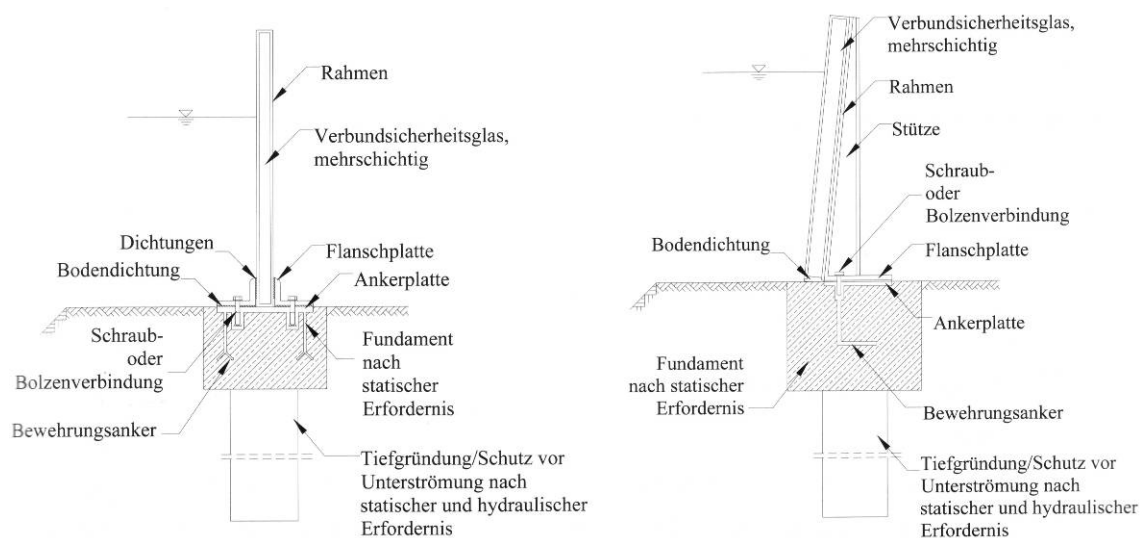 Rahmen
Verbundsicherheitsglas,
mehrschichtig
Dichtungen
Flanschplatte
Bodendichtung
Ankerplatte
Schraub-
oder
Bolzenverbindung
Fundament
nach
statischer
Erfordernis
Bewehrungsanker
Tiefgründung/Schutz vor
Unterströmung nach
statischer und hydraulischer
Erfordernis
Verbundsicherheitsglas,
mehrschichtig
Rahmen
Stütze
Schraub-
oder
Bolzenverbindung
Bodendichtung
Flanschplatte
Ankerplatte
Fundament
nach statischer
Erfordernis
Bewehrungsanker
Tiefgründung/Schutz vor
Unterströmung nach
statischer und hydraulischer
Erfordernis